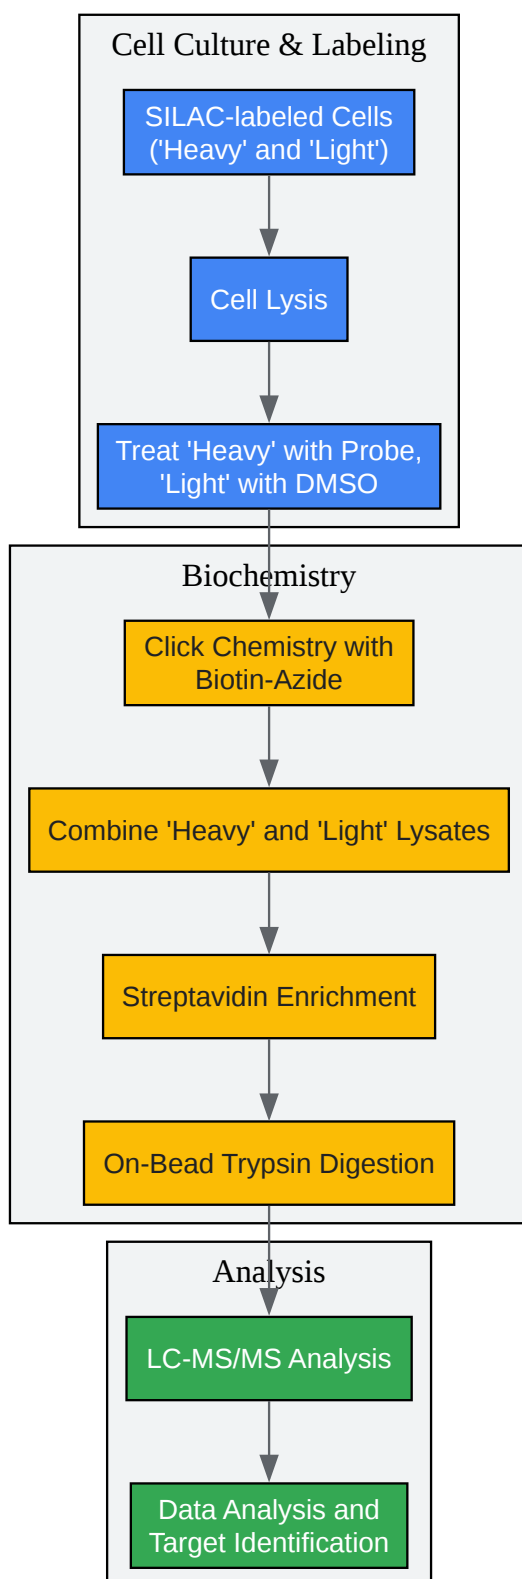 Cell Culture & Labeling
SILAC-labeled Cells
('Heavy' and 'Light')
Cell Lysis
Treat 'Heavy' with Probe,
'Light' with DMSO
Biochemistry
Click Chemistry with
Biotin-Azide
Combine 'Heavy' and 'Light' Lysates
Streptavidin Enrichment
On-Bead Trypsin Digestion
Analysis
LC-MS/MS Analysis
Data Analysis and
Target Identification